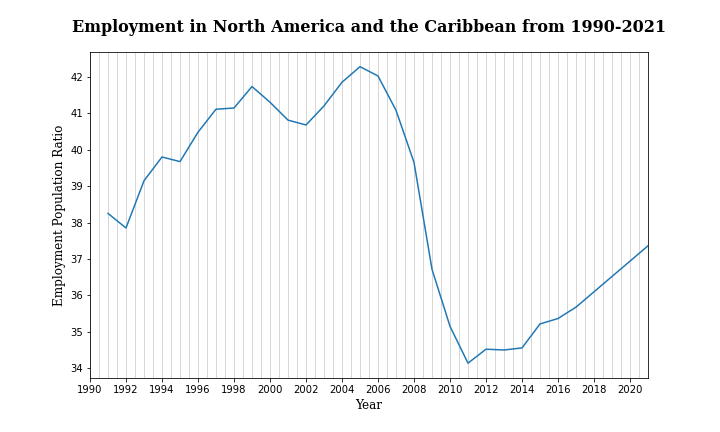 Employment in North America and the Caribbean from 1990-2021
Employment Population Ratio
42
41
40
39
38
37
36
35
34
1990 1992 1994 1996 1998 2000 2002 2004 2006 2008 2010 2012 2014 2016 2018 2020
Year